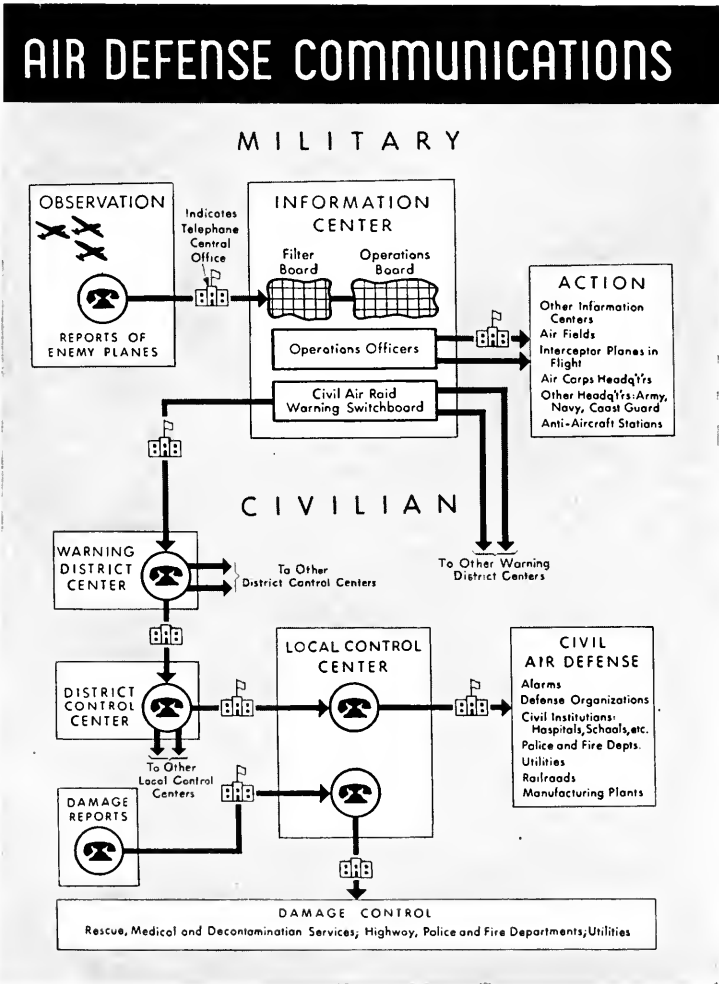 AIR DEFENSE COMMUNICATIONS
MILITARY
OBSERVATION
REPORTS OF
ENEMY PLANES
Indicates
Telephone
Central
Office
INFORMATION
CENTER
Filter
Board
Operations
Board
Operations Officers
Civil Air Raid
Warning Switchboard
ACTION
Other Information
Centers
Air Fields
Interceptor Planes in
Flight
Air Corps Headq't'rs
Other Headq't'rs: Army,
Navy, Coast Guard
Anti-Aircraft Stations
CIVILIAN
WARNING
DISTRICT
CENTER
To Other
District Control Centers
To Other Warning
District Centers
DISTRICT
CONTROL
CENTER
To Other
Local Control
Centers
LOCAL CONTROL
CENTER
CIVIL
AIR DEFENSE
Alarms
Defense Organizations
Civil Institutions:
Hospitals, Schools, etc.
Police and Fire Depts.
Utilities
Railroads
Manufacturing Plants
DAMAGE
REPORTS
DAMAGE CONTROL
Rescue, Medical and Decontamination Services; Highway, Police and Fire Departments; Utilities